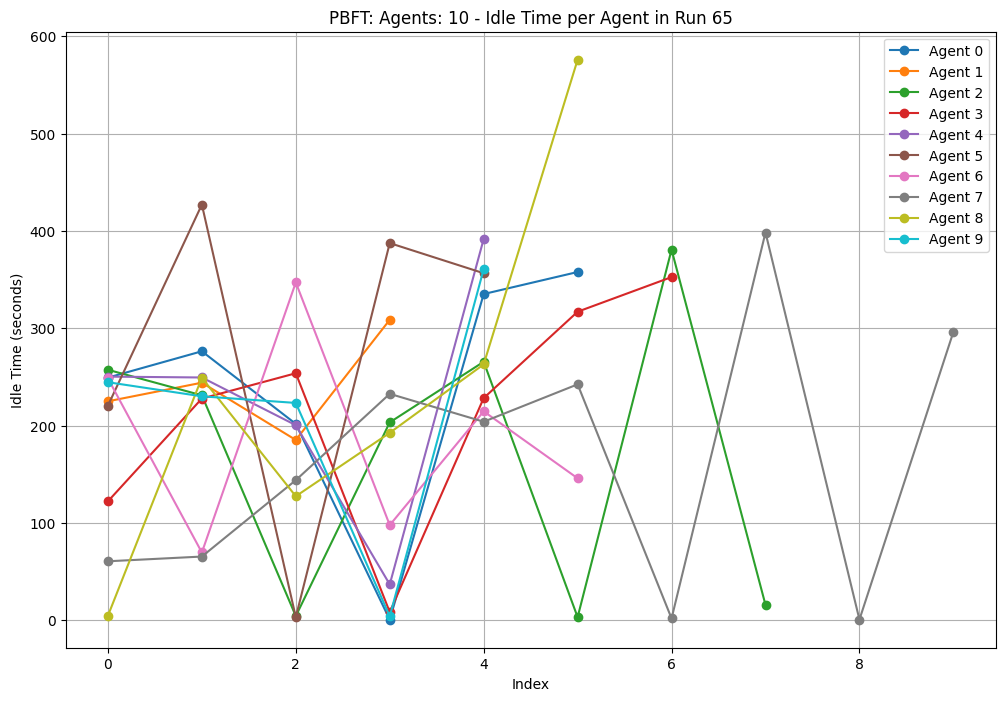 PBFT: Agents: 10 - Idle Time per Agent in Run 65
600
500
400
300
200
100
0
Idle Time (seconds)
0
2
4
6
8
Index
Agent 0
Agent 1
Agent 2
Agent 3
Agent 4
Agent 5
Agent 6
Agent 7
Agent 8
Agent 9